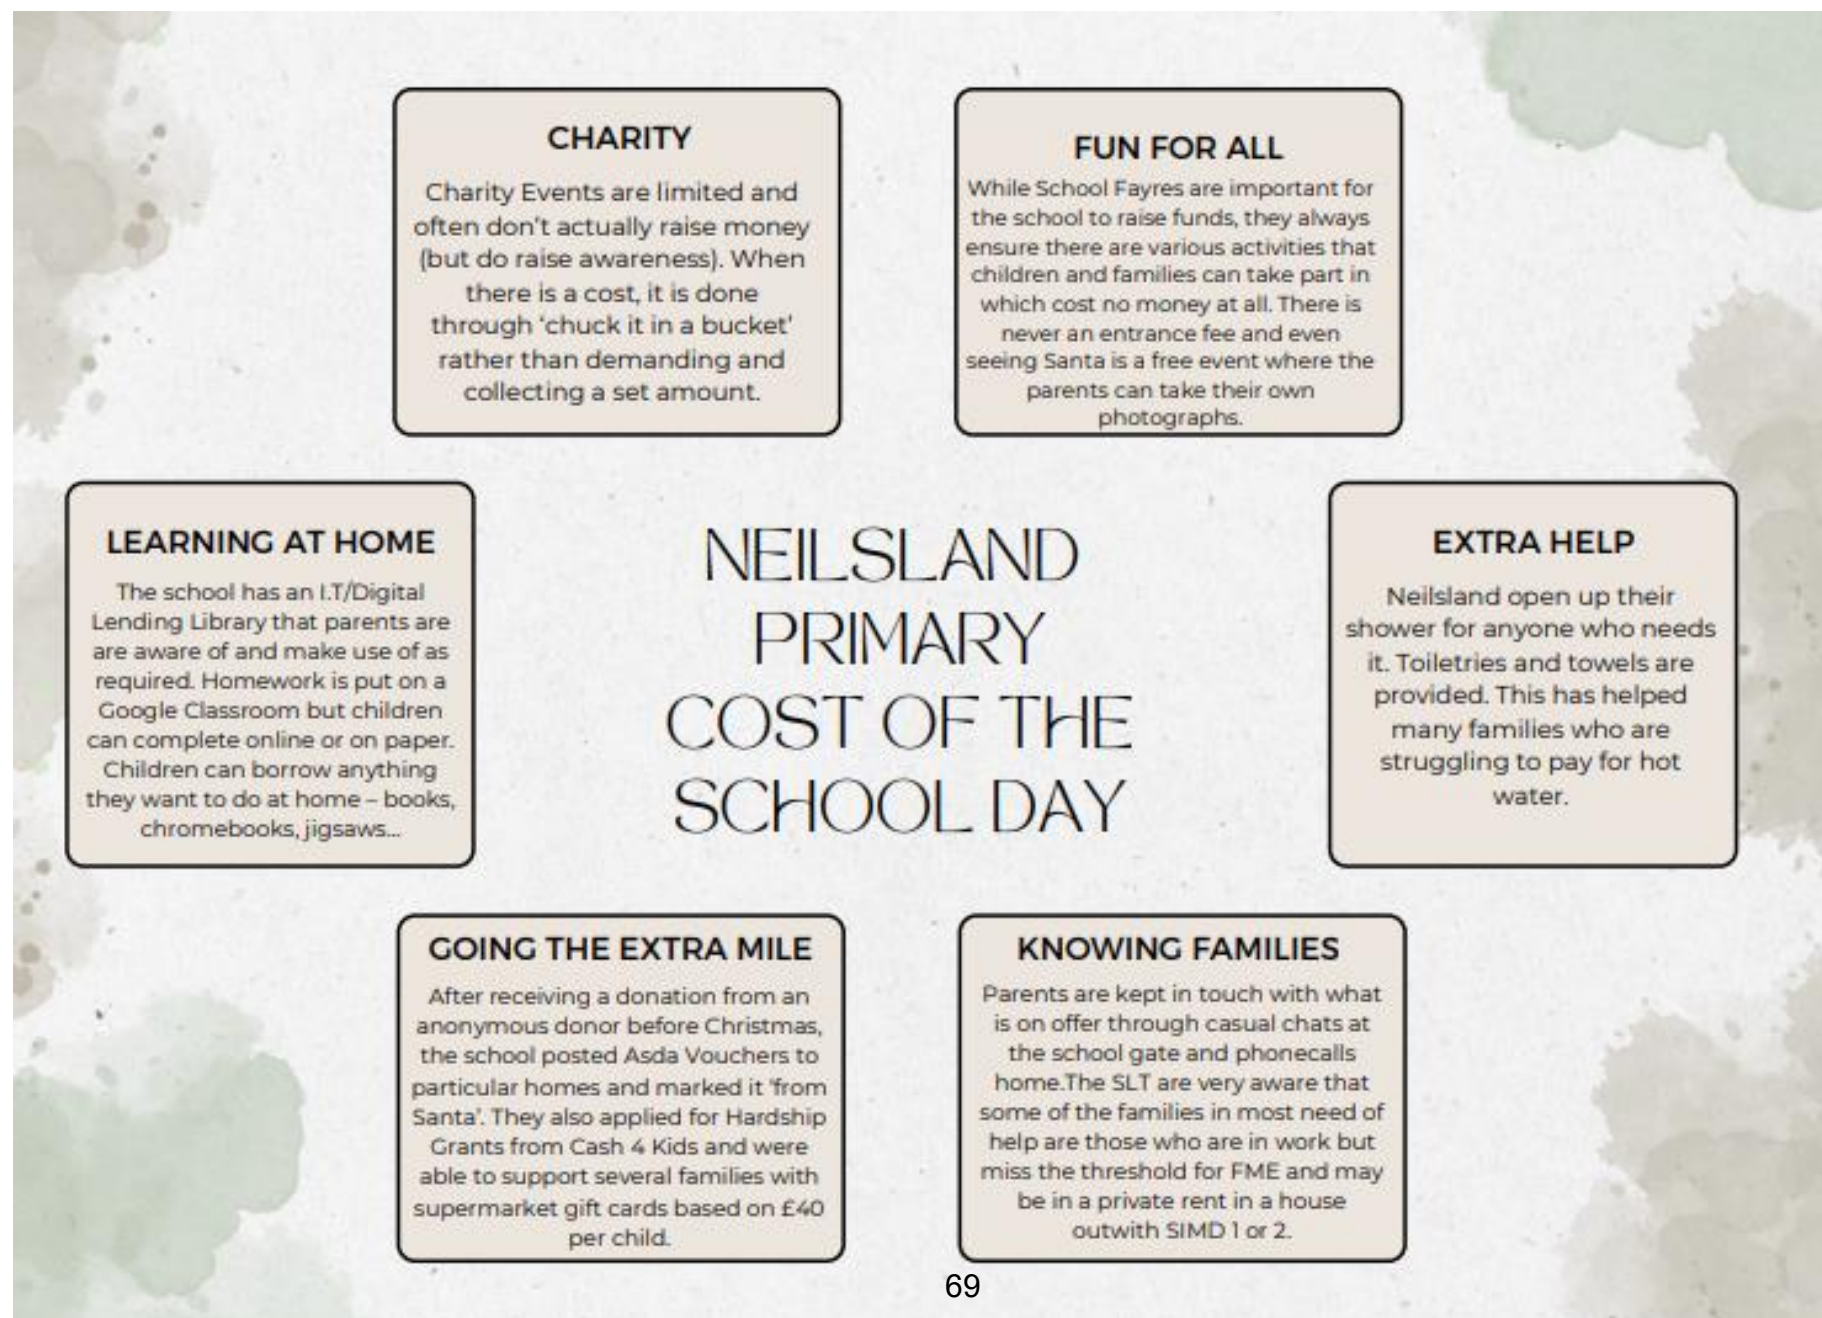 CHARITY
Charity Events are limited and
often don't actually raise money
(but do raise awareness). When
there is a cost, it is done
through 'chuck it in a bucket'
rather than demanding and
collecting a set amount.
FUN FOR ALL
While School Fayres are important for
the school to raise funds, they always
ensure there are various activities that
children and families can take part in
which cost no money at all. There is
never an entrance fee and even
seeing Santa is a free event where the
parents can take their own
photographs.
LEARNING AT HOME
The school has an I.T/Digital
Lending Library that parents are
are aware of and make use of as
required. Homework is put on a
Google Classroom but children
can complete online or on paper.
Children can borrow anything
they want to do at home – books,
chromebooks, jigsaws...
NEILSLAND
PRIMARY
COST OF THE
SCHOOL DAY
EXTRA HELP
Neilsland open up their
shower for anyone who needs
it. Toiletries and towels are
provided. This has helped
many families who are
struggling to pay for hot
water.
GOING THE EXTRA MILE
After receiving a donation from an
anonymous donor before Christmas,
the school posted Asda Vouchers to
particular homes and marked it 'from
Santa'. They also applied for Hardship
Grants from Cash 4 Kids and were
able to support several families with
supermarket gift cards based on £40
per child.
KNOWING FAMILIES
Parents are kept in touch with what
is on offer through casual chats at
the school gate and phonecalls
home.The SLT are very aware that
some of the families in most need of
help are those who are in work but
miss the threshold for FME and may
be in a private rent in a house
outwith SIMD 1 or 2.
69